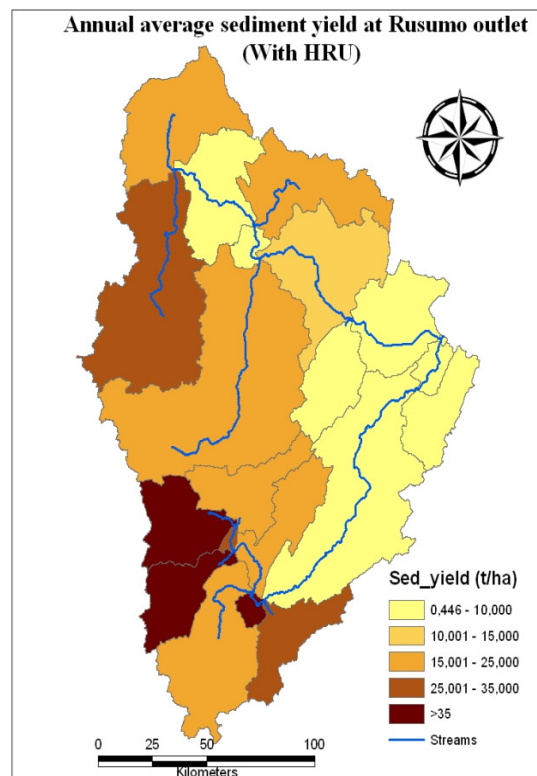 Annual average sediment yield at Rusumo outlet
(With HRU)
Sed_yield (t/ha)
0,446 - 10,000
10,001 - 15,000
15,001 - 25,000
25,001 - 35,000
>35
Streams
0 25 50 100
Kilometers